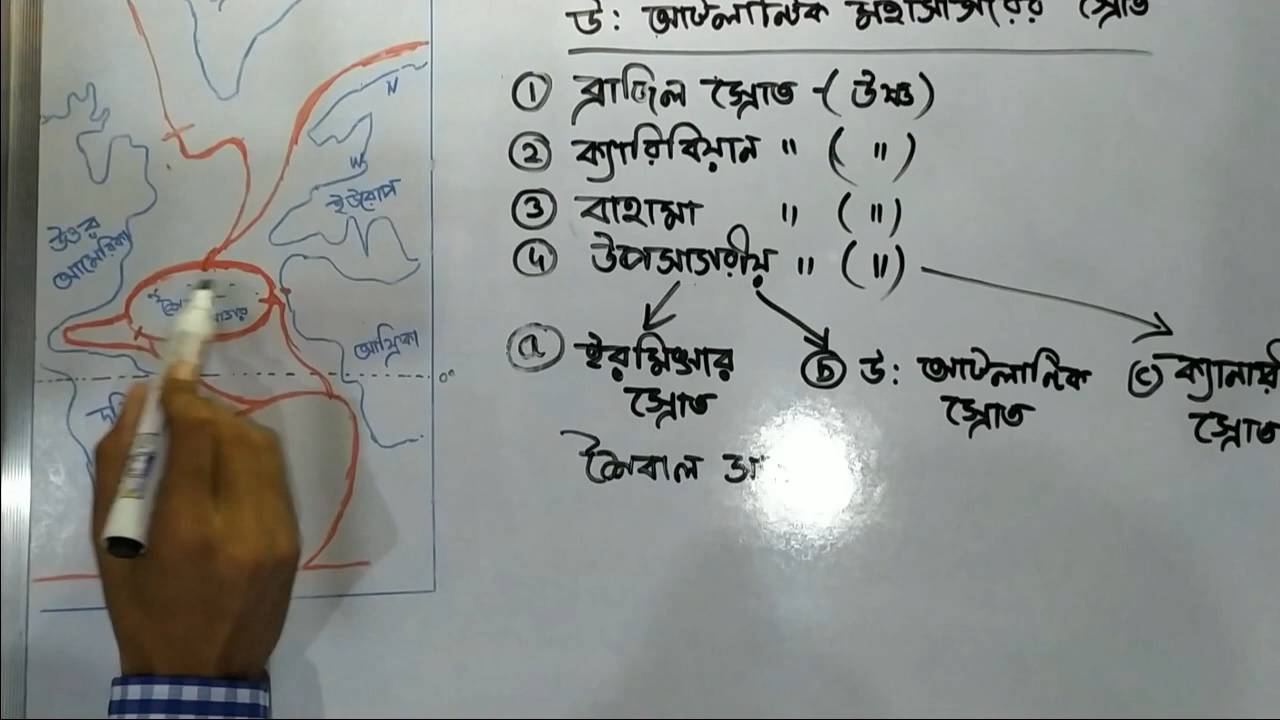 উ: আটলান্টিক মহাসাগরের স্রোত
① ব্রাজিল স্রোত - (উষ্ণ)
② ক্যারিবিয়ান " ( " )
③ বাহামা " ( " )
④ উপসাগরীয় " ( " )
ⓐ ইরমিঙ্গার স্রোত
ⓑ উ: আটলান্টিক স্রোত
ⓒ ক্যানারী স্রোত
শৈবাল
N
W
ইউরোপ
উত্তর
আমেরিকা
আফ্রিকা
0°